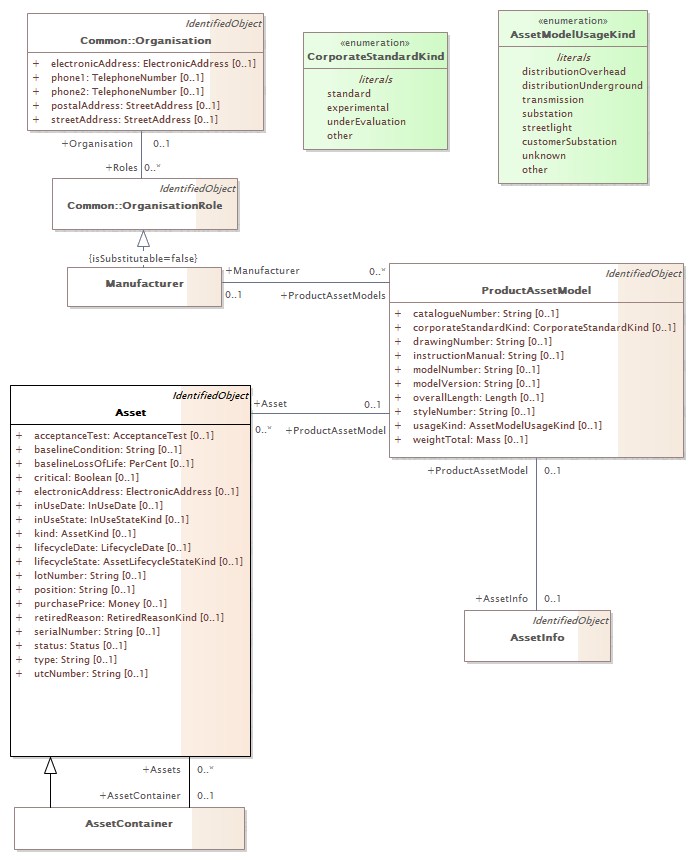 IdentifiedObject
Common::Organisation
+ electronicAddress: ElectronicAddress [0..1]
+ phone1: TelephoneNumber [0..1]
+ phone2: TelephoneNumber [0..1]
+ postalAddress: StreetAddress [0..1]
+ streetAddress: StreetAddress [0..1]
«enumeration»
CorporateStandardKind
literals
standard
experimental
underEvaluation
other
«enumeration»
AssetModelUsageKind
literals
distributionOverhead
distributionUnderground
transmission
substation
streetlight
customerSubstation
unknown
other
+Organisation 0..1
+Roles 0..*
IdentifiedObject
Common::OrganisationRole
{isSubstitutable=false}
Manufacturer
+Manufacturer 0..*
0..1 +ProductAssetModels
IdentifiedObject
ProductAssetModel
+ catalogueNumber: String [0..1]
+ corporateStandardKind: CorporateStandardKind [0..1]
+ drawingNumber: String [0..1]
+ instructionManual: String [0..1]
+ modelNumber: String [0..1]
+ modelVersion: String [0..1]
+ overallLength: Length [0..1]
+ styleNumber: String [0..1]
+ usageKind: AssetModelUsageKind [0..1]
+ weightTotal: Mass [0..1]
IdentifiedObject
Asset
+ acceptanceTest: AcceptanceTest [0..1]
+ baselineCondition: String [0..1]
+ baselineLossOfLife: PerCent [0..1]
+ critical: Boolean [0..1]
+ electronicAddress: ElectronicAddress [0..1]
+ inUseDate: InUseDate [0..1]
+ inUseState: InUseStateKind [0..1]
+ kind: AssetKind [0..1]
+ lifecycleDate: LifecycleDate [0..1]
+ lifecycleState: AssetLifecycleStateKind [0..1]
+ lotNumber: String [0..1]
+ position: String [0..1]
+ purchasePrice: Money [0..1]
+ retiredReason: RetiredReasonKind [0..1]
+ serialNumber: String [0..1]
+ status: Status [0..1]
+ type: String [0..1]
+ utcNumber: String [0..1]
+Asset 0..1
0..* +ProductAssetModel
+ProductAssetModel 0..1
+AssetInfo 0..1
IdentifiedObject
AssetInfo
+Assets 0..*
+AssetContainer 0..1
AssetContainer